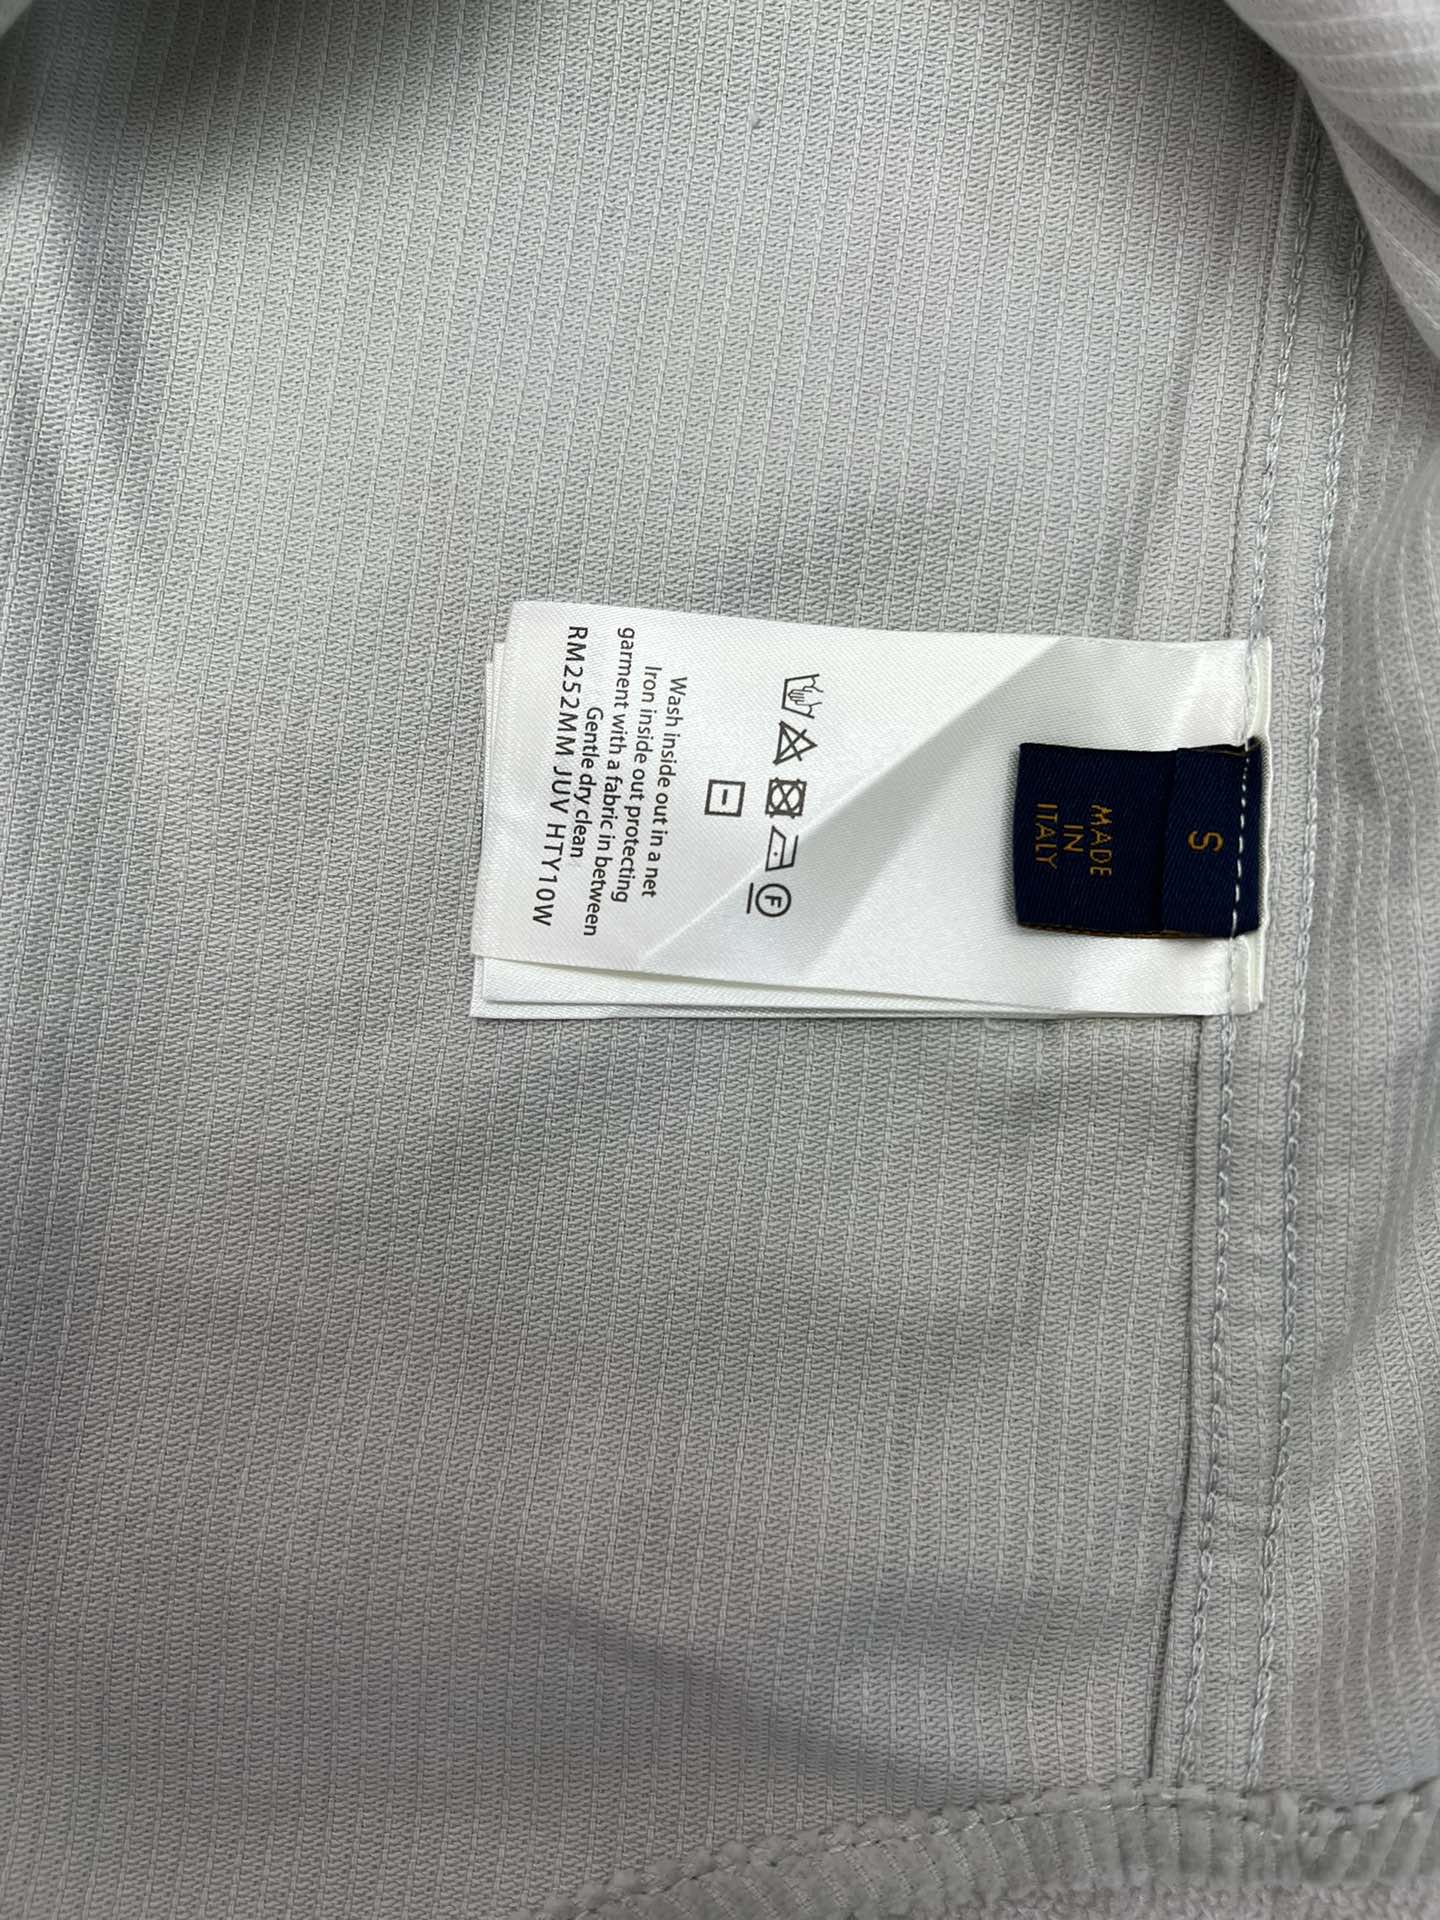 S
MADE
IN
ITALY
F
Wash inside out in a net
Iron inside out protecting
garment with a fabric in between
Gentle dry clean
RM252MM JUV HTY10W